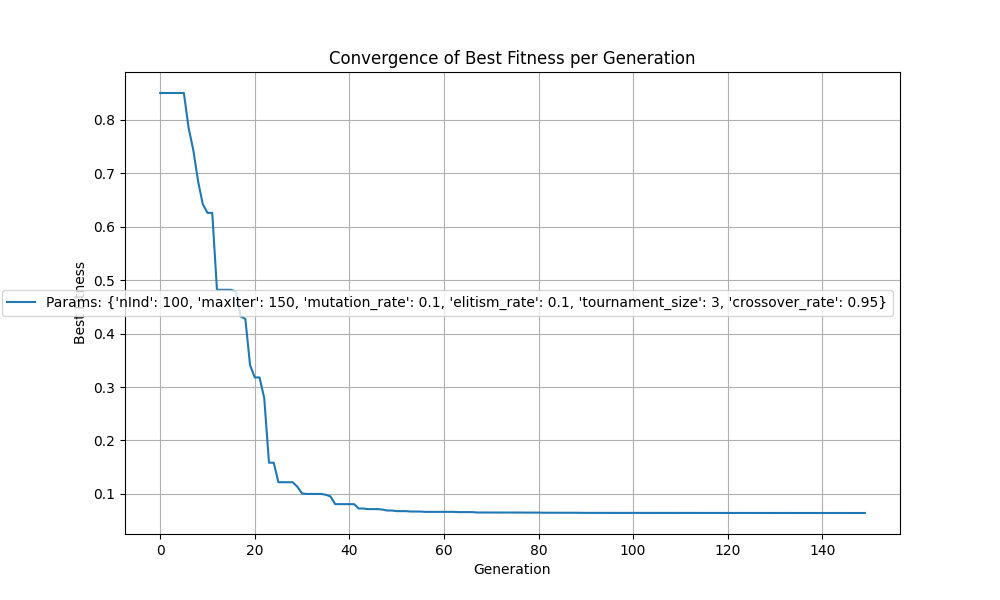 Convergence of Best Fitness per Generation
0.8
0.7
0.6
0.5
0.4
0.3
0.2
0.1
Best
Params: {'nInd': 100, 'maxIter': 150, 'mutation_rate': 0.1, 'elitism_rate': 0.1, 'tournament_size': 3, 'crossover_rate': 0.95}
0 20 40 60 80 100 120 140
Generation